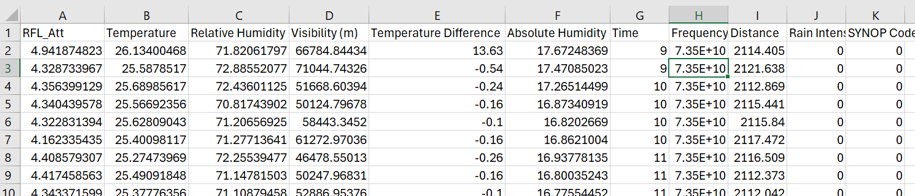 A B C D E F G H I J K
1 RFL_Att Temperature Relative Humidity Visibility (m) Temperature Difference Absolute Humidity Time Frequency Distance Rain Inten SYNOP Code
2 4.941874823 26.13400468 71.82061797 66784.84434 13.63 17.67248369 9 7.35E+10 2114.405 0 0
3 4.328733967 25.5878517 72.88552077 71044.74326 -0.54 17.47085023 9 7.35E+10 2121.638 0 0
4 4.356399129 25.68985617 72.43601125 51668.60394 -0.24 17.26514499 10 7.35E+10 2112.869 0 0
5 4.340439578 25.56692356 70.81743902 50124.79678 -0.16 16.87340919 10 7.35E+10 2115.441 0 0
6 4.322831394 25.62809043 71.20656925 58443.3452 -0.1 16.8202669 10 7.35E+10 2115.84 0 0
7 4.162335435 25.40098117 71.27713641 61272.97036 -0.16 16.8621004 10 7.35E+10 2117.472 0 0
8 4.408579307 25.27473969 72.25539477 46478.55013 -0.26 16.93778135 11 7.35E+10 2116.509 0 0
9 4.417458563 25.49091848 71.14781503 50247.96831 -0.16 16.80035243 11 7.35E+10 2112.373 0 0
10 4.343371599 25.37776356 71.10879458 52886.95376 -0.1 16.77554452 11 7.35E+10 2112.042 0 0